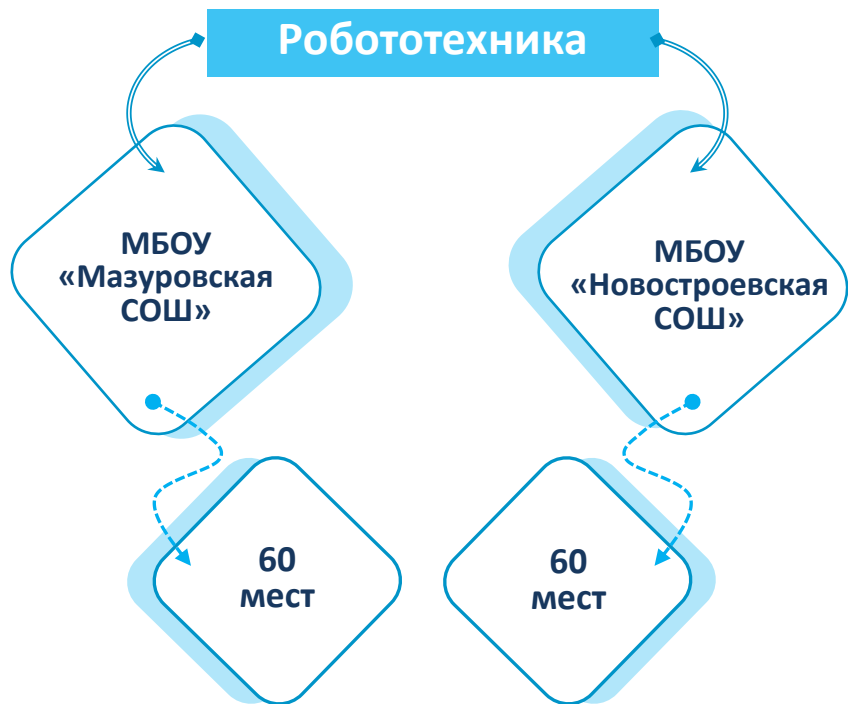 Робототехника
МБОУ
«Мазуровская
СОШ»
МБОУ
«Новостроевская
СОШ»
60
мест
60
мест